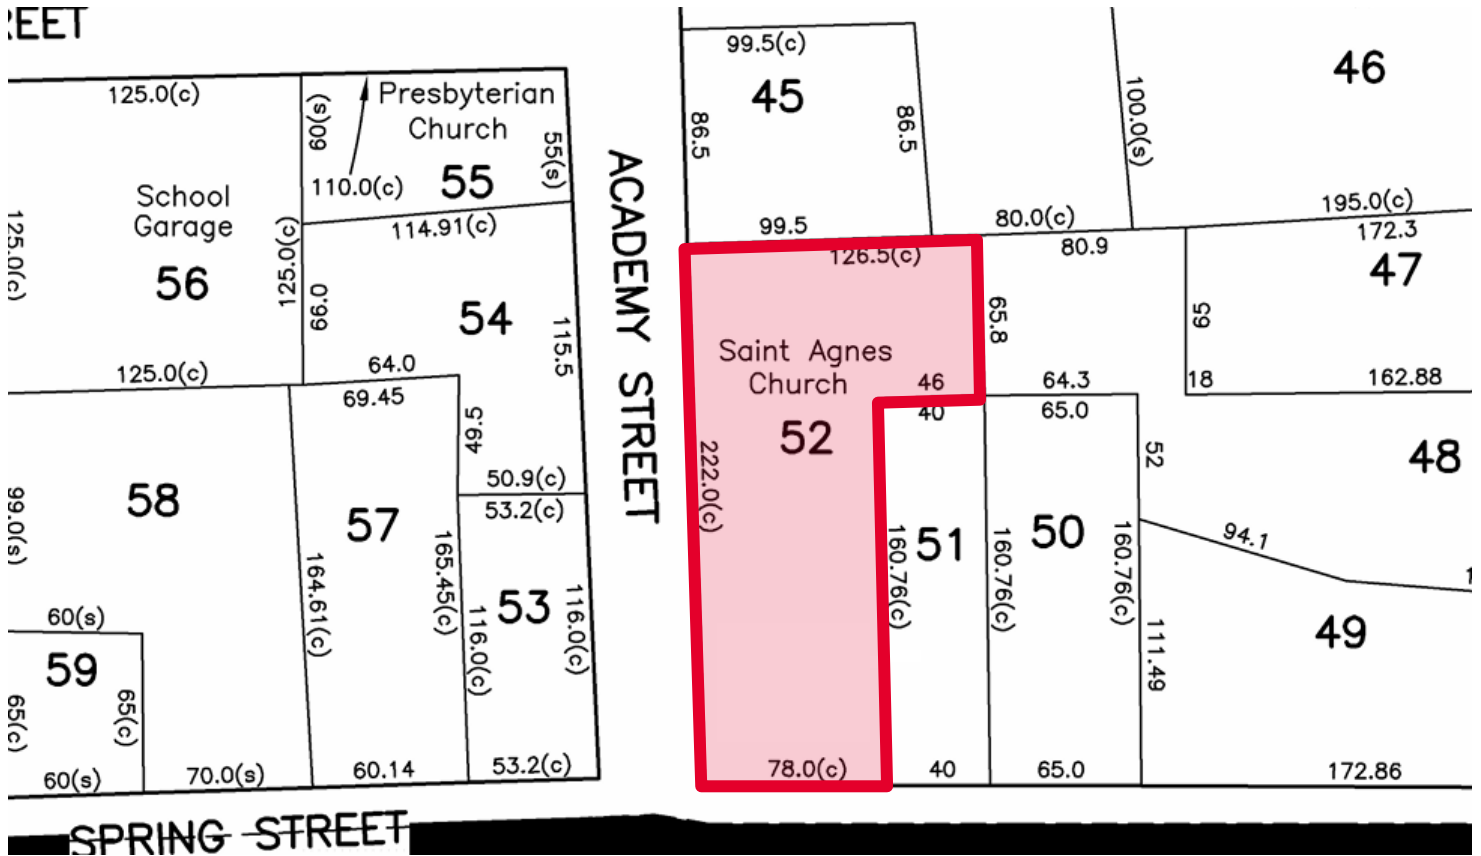 REET
125.0(c)
60(s)
Presbyterian
Church
55(s)
110.0(c)
55
School
Garage
125.0(c)
125.0(c)
56
114.91(c)
69.0
54
115.5
125.0(c)
64.0
69.45
49.5
50.9(c)
53.2(c)
58
99.0(s)
57
164.61(c)
165.45(c)
116.0(c)
53
116.0(c)
60(s)
59
65(c)
65(c)
60(s)
70.0(s)
60.14
53.2(c)
SPRING STREET
ACADEMY STREET
99.5(c)
45
86.5
86.5
99.5
100.0(s)
46
80.0(c)
80.9
195.0(c)
172.3
47
126.5(c)
65.8
59
Saint Agnes
Church
46
52
222.0(c)
78.0(c)
40
64.3
65.0
18
162.88
52
48
160.76(c)
51
160.76(c)
50
160.76(c)
94.1
49
111.49
40
65.0
172.86